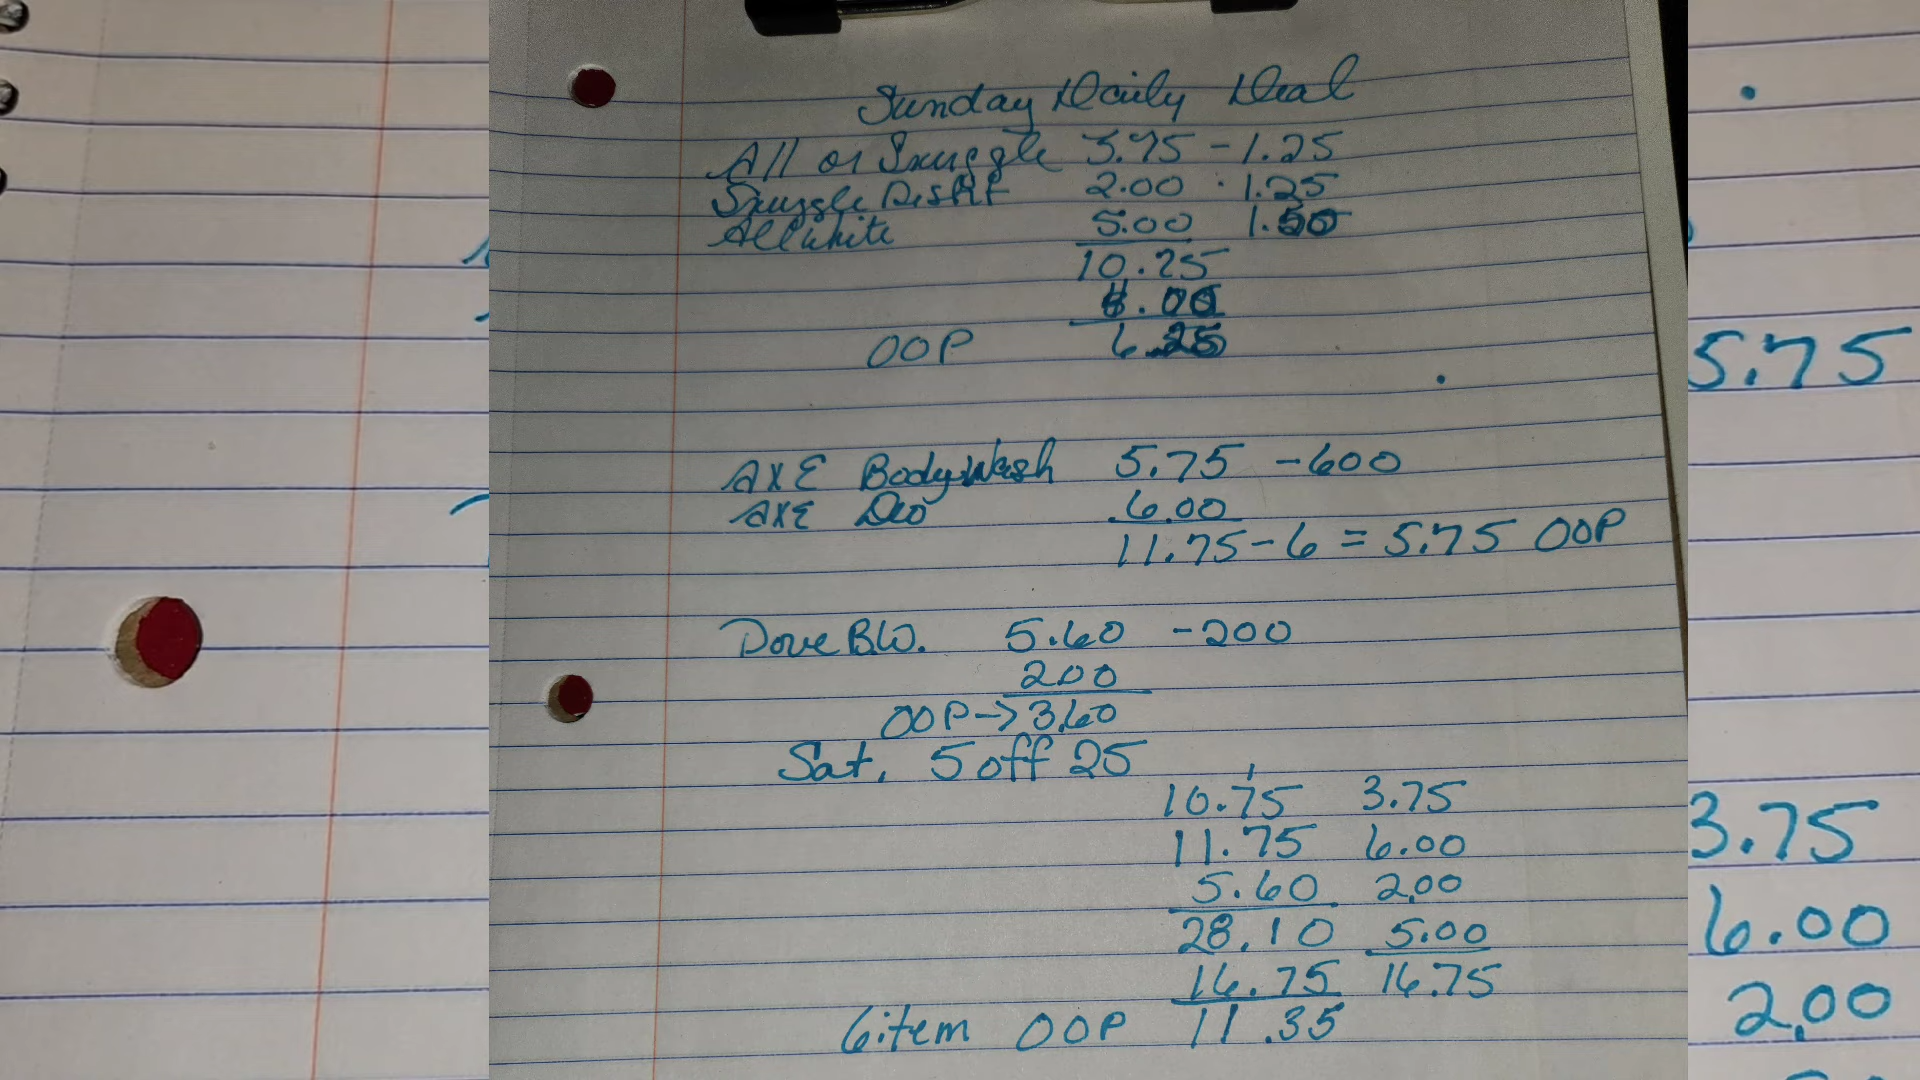 Sunday Daily Deal
All or Snuggle 3.75 - 1.25
Snuggle 2.00 . 1.25
All white 5.00 1.50
10.25
.00
OOP 6.25
AXE Body Wash 5.75 - 600
AXE Deo 6.00
11.75 - 6 = 5.75 OOP
Dove B.W. 5.60 - 200
200
OOP -> 3.60
Sat. 5 off 25
10.75 3.75
11.75 6.00
5.60 2.00
28.10 5.00
16.75 16.75
6 item OOP 11.35
5.75
3.75
6.00
2.00